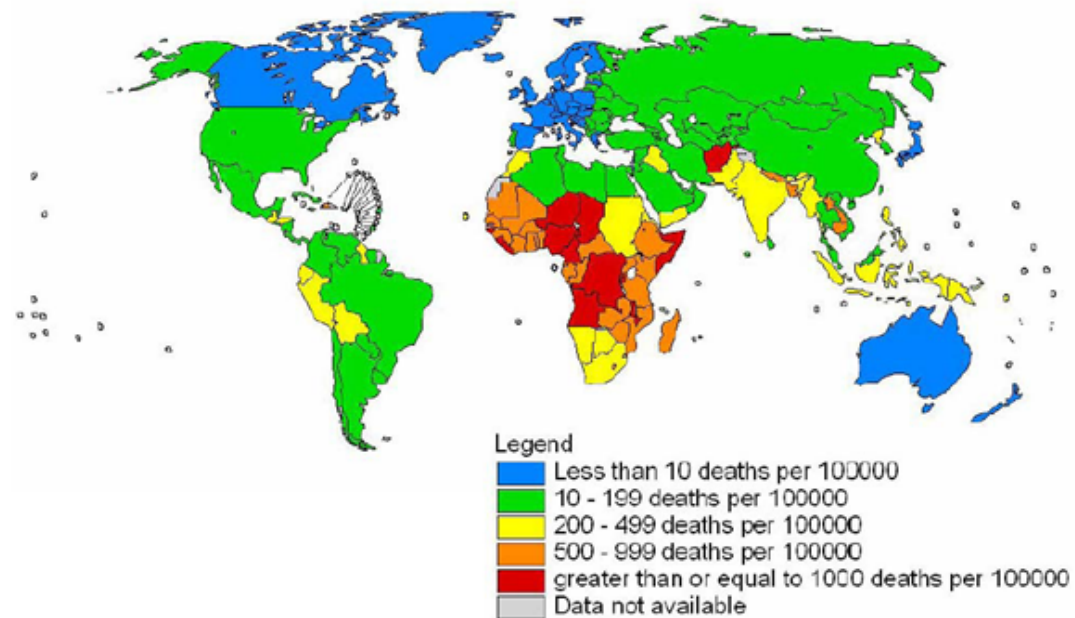 Legend
Less than 10 deaths per 100000
10 - 199 deaths per 100000
200 - 499 deaths per 100000
500 - 999 deaths per 100000
greater than or equal to 1000 deaths per 100000
Data not available